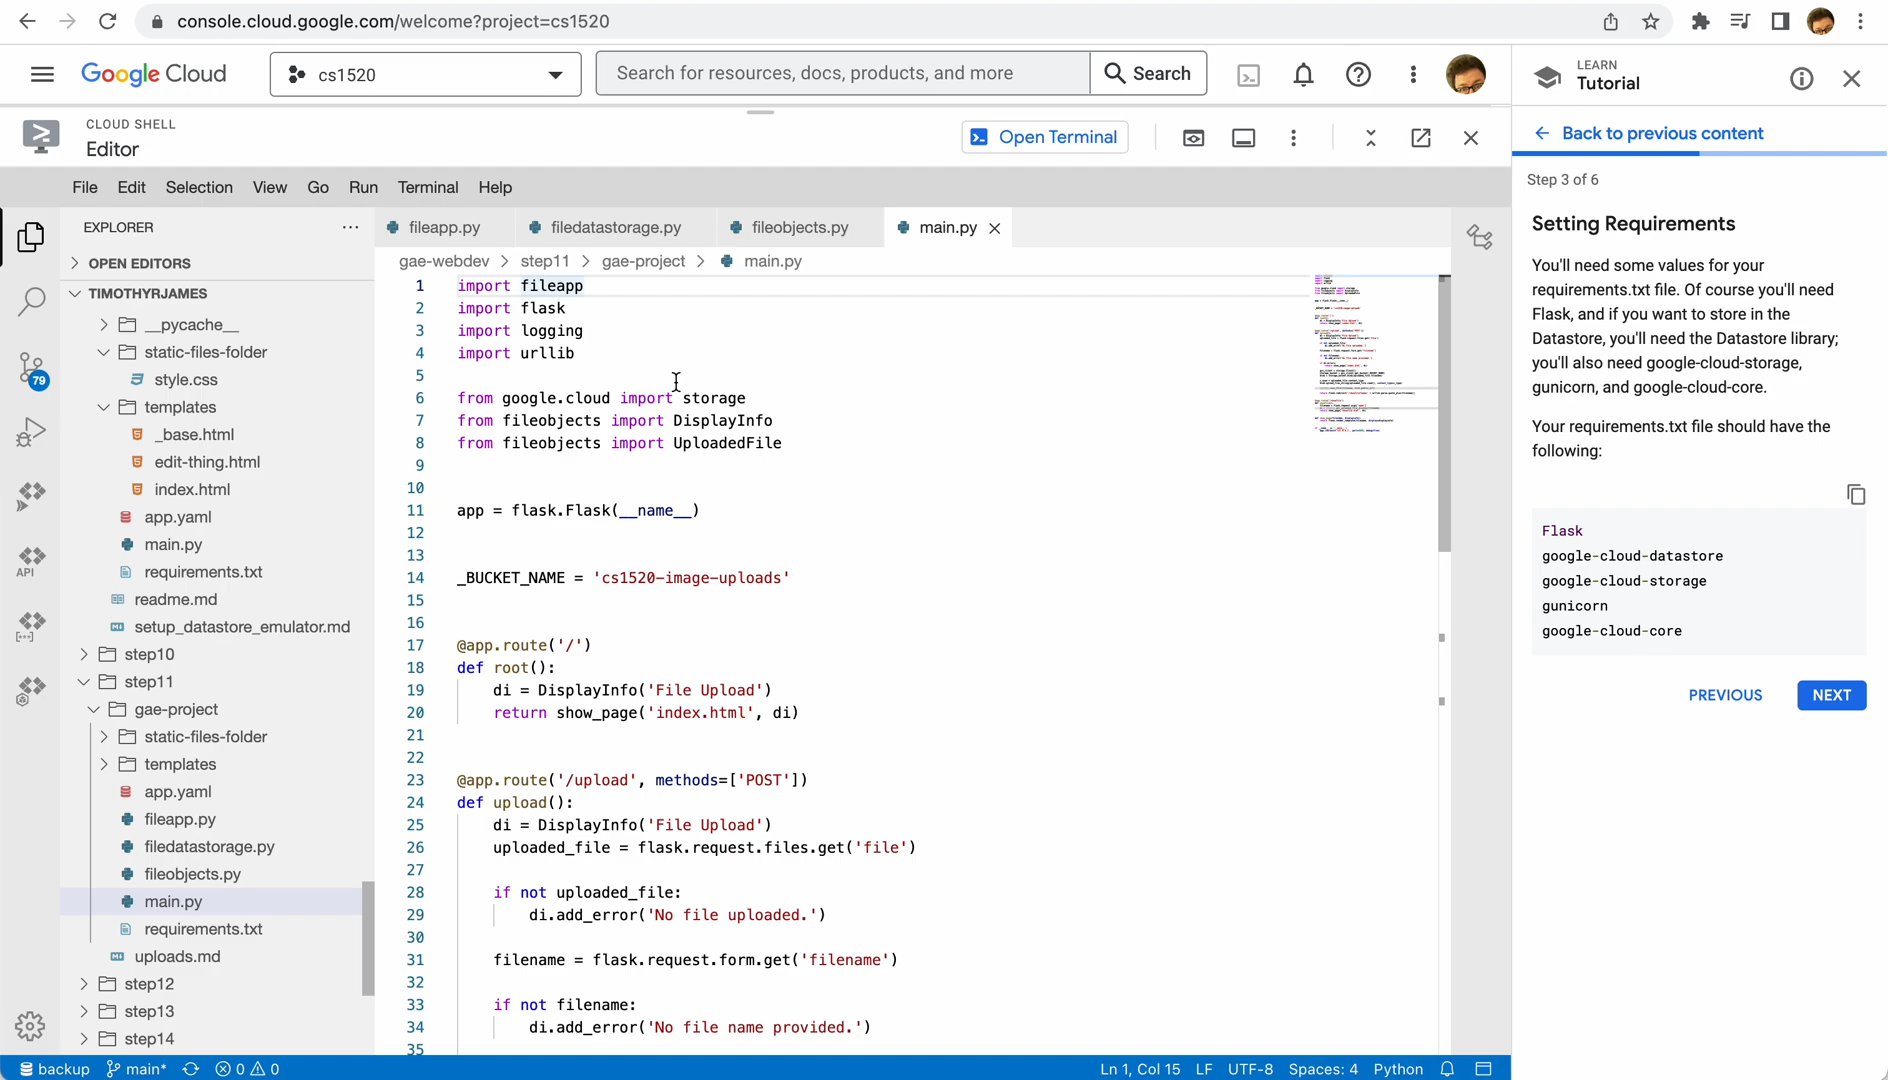 console.cloud.google.com/welcome?project=cs1520
Google Cloud
cs1520
Search for resources, docs, products, and more
Search
LEARN
Tutorial
CLOUD SHELL
Editor
Open Terminal
Back to previous content
File Edit Selection View Go Run Terminal Help
Step 3 of 6
Setting Requirements
You'll need some values for your
requirements.txt file. Of course you'll need
Flask, and if you want to store in the
Datastore, you'll need the Datastore library;
you'll also need google-cloud-storage,
gunicorn, and google-cloud-core.
Your requirements.txt file should have the
following:
Flask
google-cloud-datastore
google-cloud-storage
gunicorn
google-cloud-core
PREVIOUS
NEXT
EXPLORER
OPEN EDITORS
TIMOTHYRJAMES
__pycache__
static-files-folder
style.css
templates
_base.html
edit-thing.html
index.html
app.yaml
main.py
requirements.txt
readme.md
setup_datastore_emulator.md
step10
step11
gae-project
static-files-folder
templates
app.yaml
fileapp.py
filedatastorage.py
fileobjects.py
main.py
requirements.txt
uploads.md
step12
step13
step14
79
API
fileapp.py
filedatastorage.py
fileobjects.py
main.py
gae-webdev > step11 > gae-project > main.py
1 import fileapp
2 import flask
3 import logging
4 import urllib
5
6 from google.cloud import storage
7 from fileobjects import DisplayInfo
8 from fileobjects import UploadedFile
9
10
11 app = flask.Flask(__name__)
12
13
14 _BUCKET_NAME = 'cs1520-image-uploads'
15
16
17 @app.route('/')
18 def root():
19 di = DisplayInfo('File Upload')
20 return show_page('index.html', di)
21
22
23 @app.route('/upload', methods=['POST'])
24 def upload():
25 di = DisplayInfo('File Upload')
26 uploaded_file = flask.request.files.get('file')
27
28 if not uploaded_file:
29 di.add_error('No file uploaded.')
30
31 filename = flask.request.form.get('filename')
32
33 if not filename:
34 di.add_error('No file name provided.')
35
backup main* 0 0
Ln 1, Col 15 LF UTF-8 Spaces: 4 Python